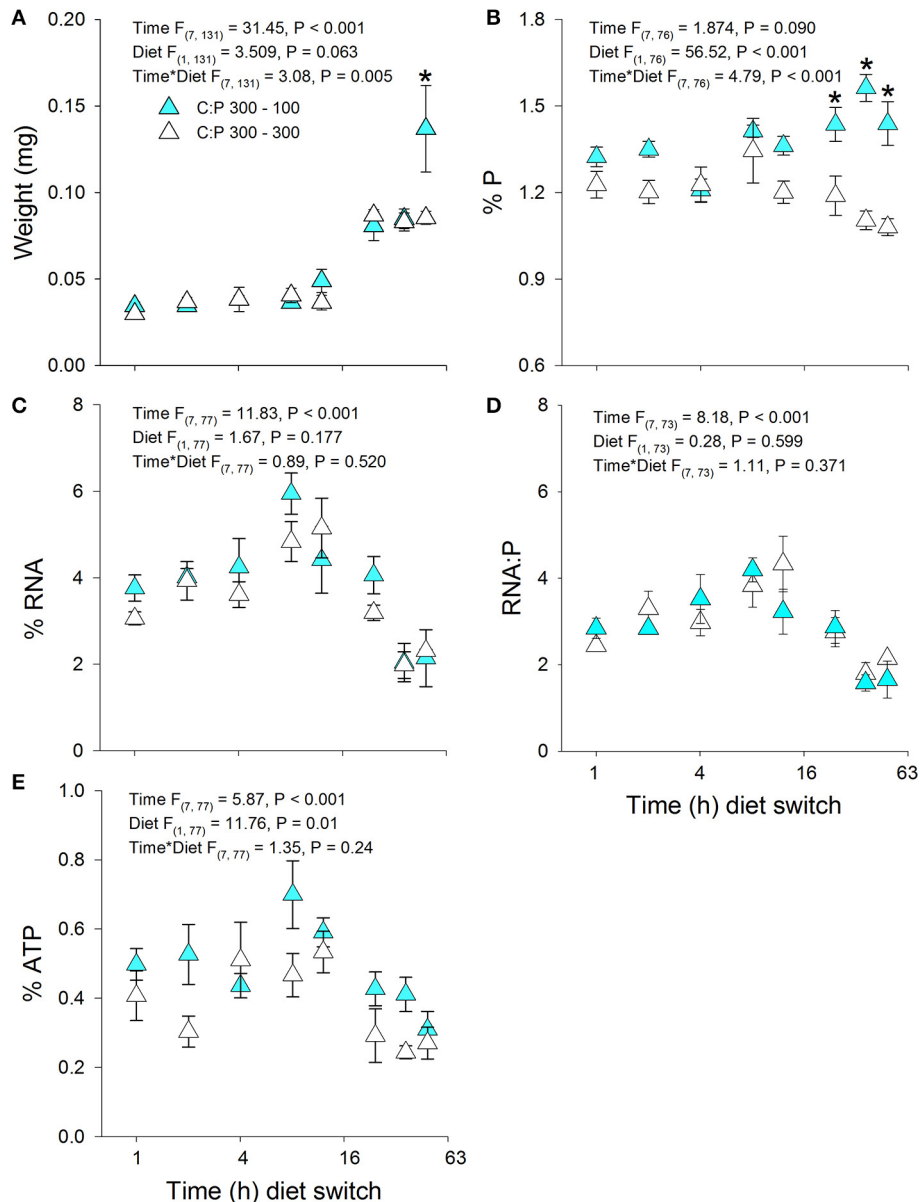 A
Time F(7, 131) = 31.45, P < 0.001
Diet F(1, 131) = 3.509, P = 0.063
Time*Diet F(7, 131) = 3.08, P = 0.005
*
C:P 300 - 100
C:P 300 - 300
0.20
0.15
0.10
0.05
0.00
Weight (mg)
B
Time F(7, 76) = 1.874, P = 0.090
Diet F(1, 76) = 56.52, P < 0.001
Time*Diet F(7, 76) = 4.79, P < 0.001
* * *
1.8
1.5
1.2
0.9
0.6
% P
C
Time F(7, 77) = 11.83, P < 0.001
Diet F(1, 77) = 1.67, P = 0.177
Time*Diet F(7, 77) = 0.89, P = 0.520
8
6
4
2
0
% RNA
D
Time F(7, 73) = 8.18, P < 0.001
Diet F(1, 73) = 0.28, P = 0.599
Time*Diet F(7, 73) = 1.11, P = 0.371
8
6
4
2
0
RNA:P
1 4 16 63
Time (h) diet switch
E
Time F(7, 77) = 5.87, P < 0.001
Diet F(1, 77) = 11.76, P = 0.01
Time*Diet F(7, 77) = 1.35, P = 0.24
1.0
0.8
0.6
0.4
0.2
0.0
% ATP
1 4 16 63
Time (h) diet switch